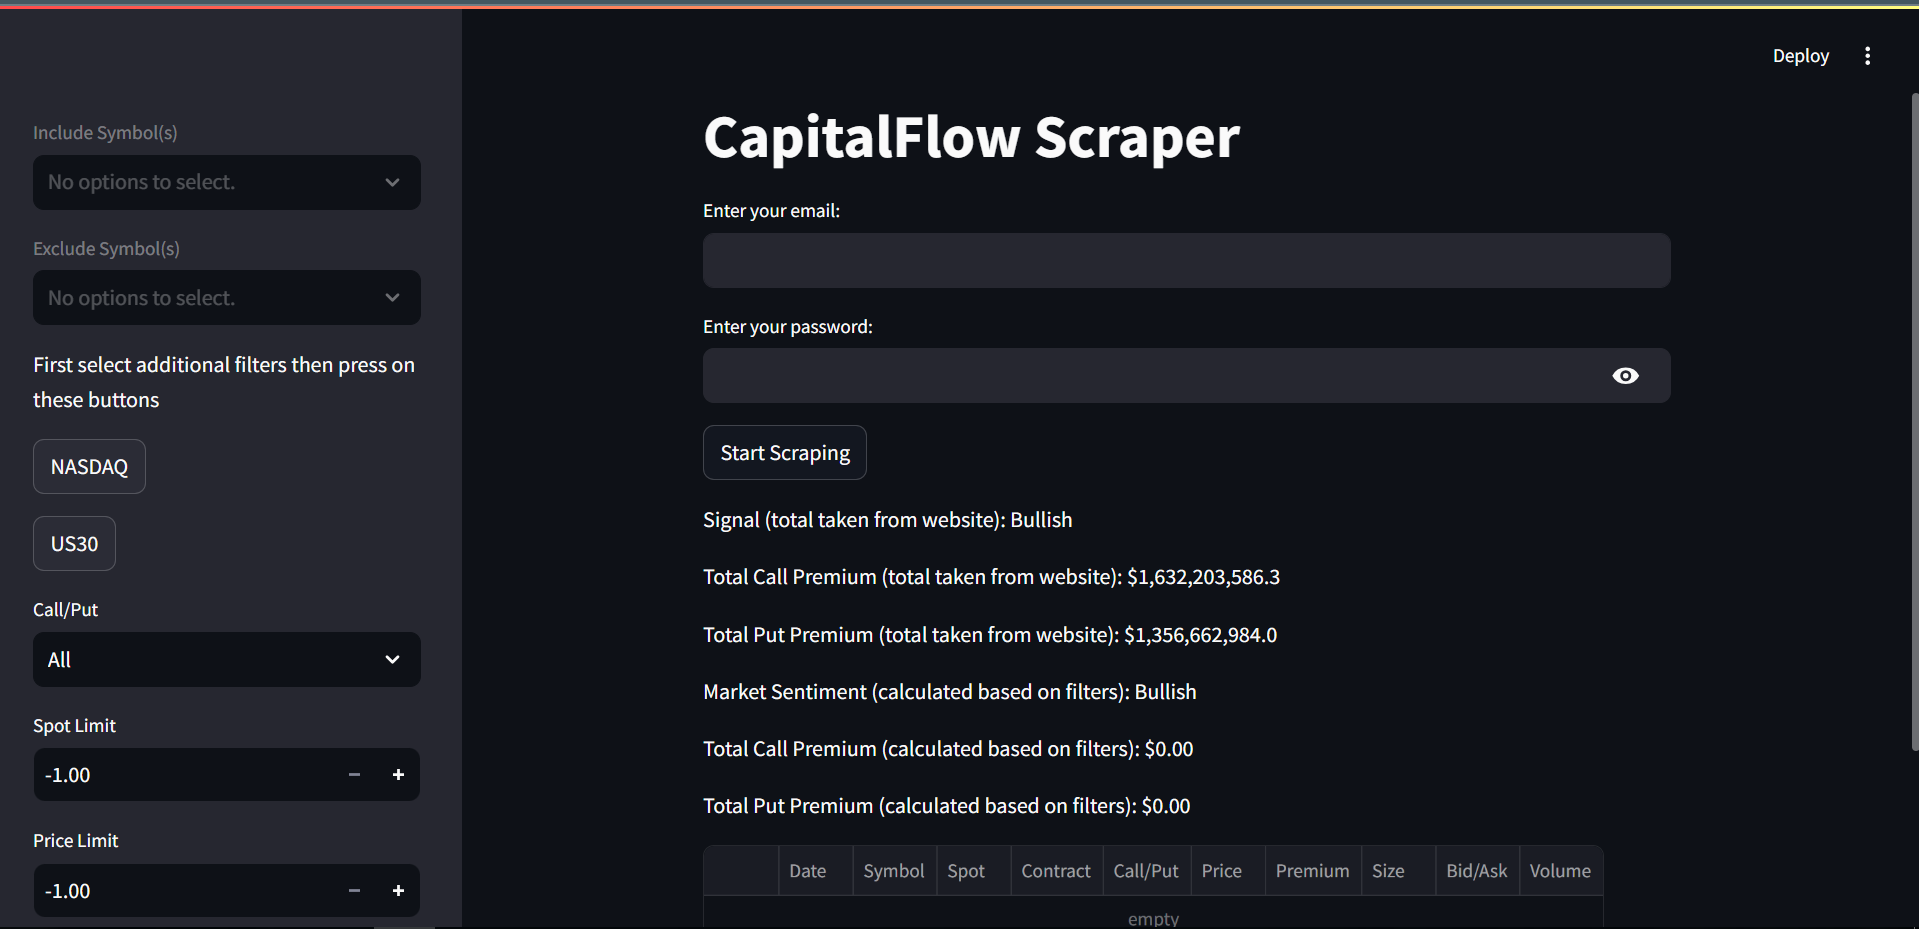 Deploy
Include Symbol(s)
No options to select.
Exclude Symbol(s)
No options to select.
First select additional filters then press on
these buttons
NASDAQ
US30
Call/Put
All
Spot Limit
-1.00
Price Limit
-1.00
CapitalFlow Scraper
Enter your email:
Enter your password:
Start Scraping
Signal (total taken from website): Bullish
Total Call Premium (total taken from website): $1,632,203,586.3
Total Put Premium (total taken from website): $1,356,662,984.0
Market Sentiment (calculated based on filters): Bullish
Total Call Premium (calculated based on filters): $0.00
Total Put Premium (calculated based on filters): $0.00
Date Symbol Spot Contract Call/Put Price Premium Size Bid/Ask Volume
empty